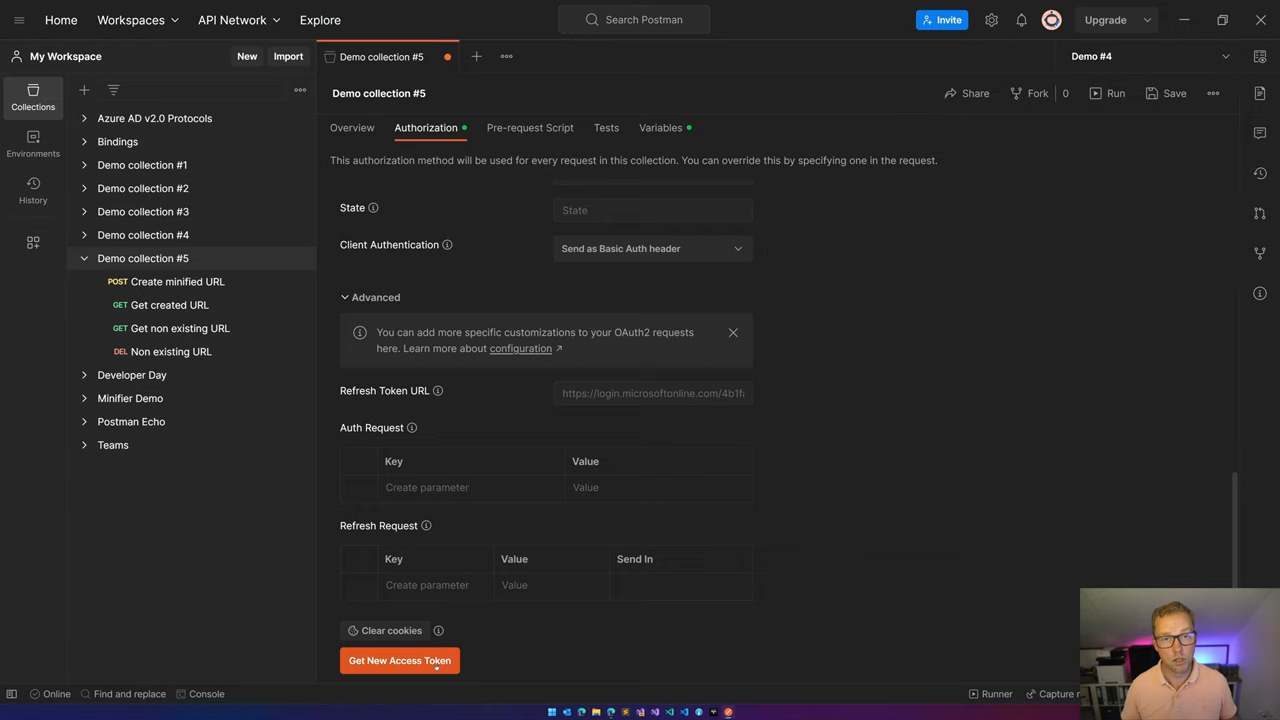 Home Workspaces API Network Explore Search Postman Invite Upgrade
My Workspace New Import Demo collection #5 Demo #4
Collections
Environments
History
Azure AD v2.0 Protocols
Bindings
Demo collection #1
Demo collection #2
Demo collection #3
Demo collection #4
Demo collection #5
POST Create minified URL
GET Get created URL
GET Get non existing URL
DEL Non existing URL
Developer Day
Minifier Demo
Postman Echo
Teams
Demo collection #5 Share Fork 0 Run Save
Overview Authorization Pre-request Script Tests Variables
This authorization method will be used for every request in this collection. You can override this by specifying one in the request.
State State
Client Authentication Send as Basic Auth header
Advanced
You can add more specific customizations to your OAuth2 requests
here. Learn more about configuration
Refresh Token URL https://login.microsoftonline.com/4b1f
Auth Request
Key Value
Create parameter Value
Refresh Request
Key Value Send In
Create parameter Value
Clear cookies
Get New Access Token
Online Find and replace Console Runner Capture r